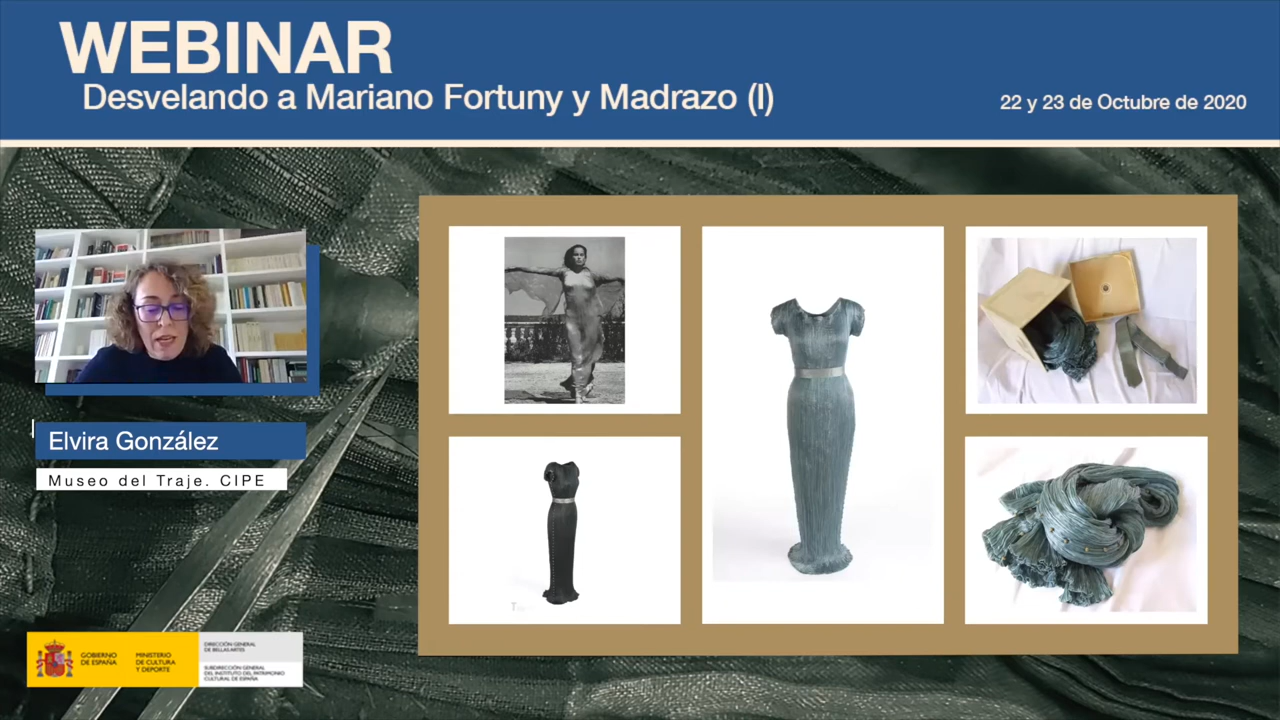 WEBINAR
Desvelando a Mariano Fortuny y Madrazo (I)
22 y 23 de Octubre de 2020
Elvira González
Museo del Traje. CIPE
GOBIERNO
DE ESPAÑA
MINISTERIO
DE CULTURA
Y DEPORTE
DIRECCIÓN GENERAL
DE BELLAS ARTES
SUBDIRECCIÓN GENERAL
DEL INSTITUTO DEL PATRIMONIO
CULTURAL DE ESPAÑA